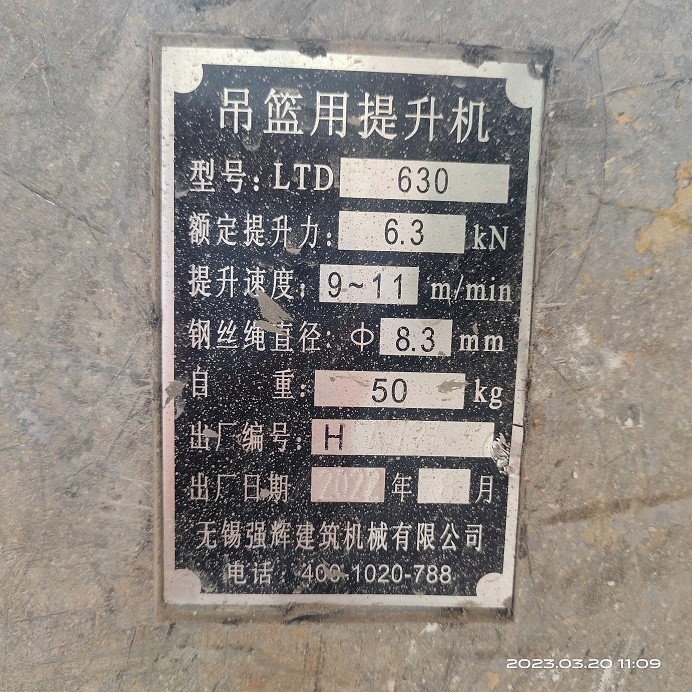 吊篮用提升机
型号: LTD 630
额定提升力: 6.3 kN
提升速度: 9~11 m/min
钢丝绳直径: Φ 8.3 mm
自 重: 50 kg
出厂编号: H
出厂日期 2022 年 月
无锡强辉建筑机械有限公司
电话 400-1020-788
2023.03.20 11:09